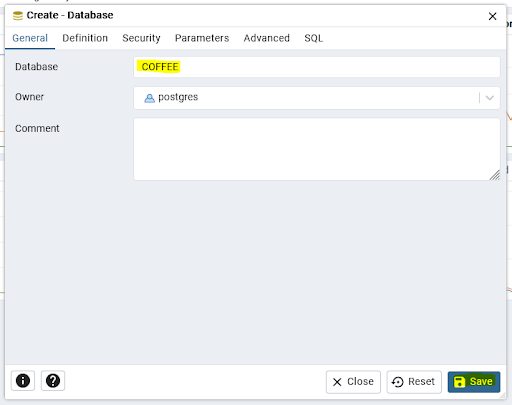 Create - Database
General Definition Security Parameters Advanced SQL
Database COFFEE
Owner postgres
Comment
Close Reset Save